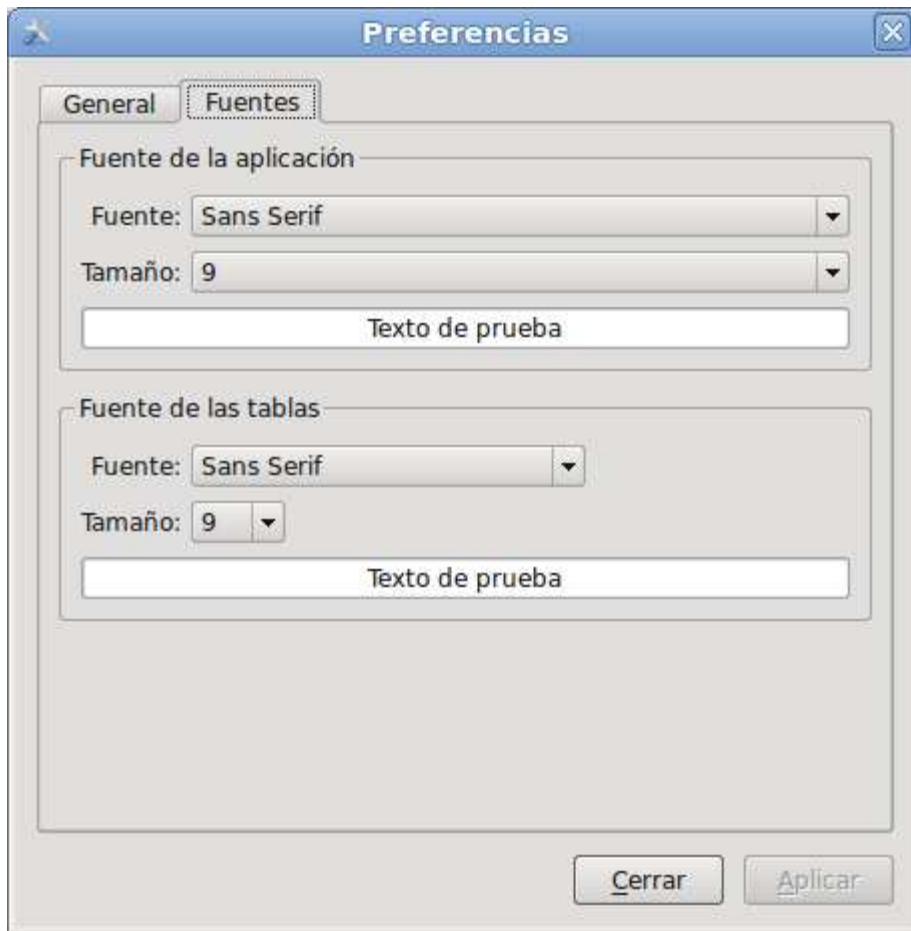 Preferencias
General Fuentes
Fuente de la aplicación
Fuente: Sans Serif
Tamaño: 9
Texto de prueba
Fuente de las tablas
Fuente: Sans Serif
Tamaño: 9
Texto de prueba
Cerrar Aplicar